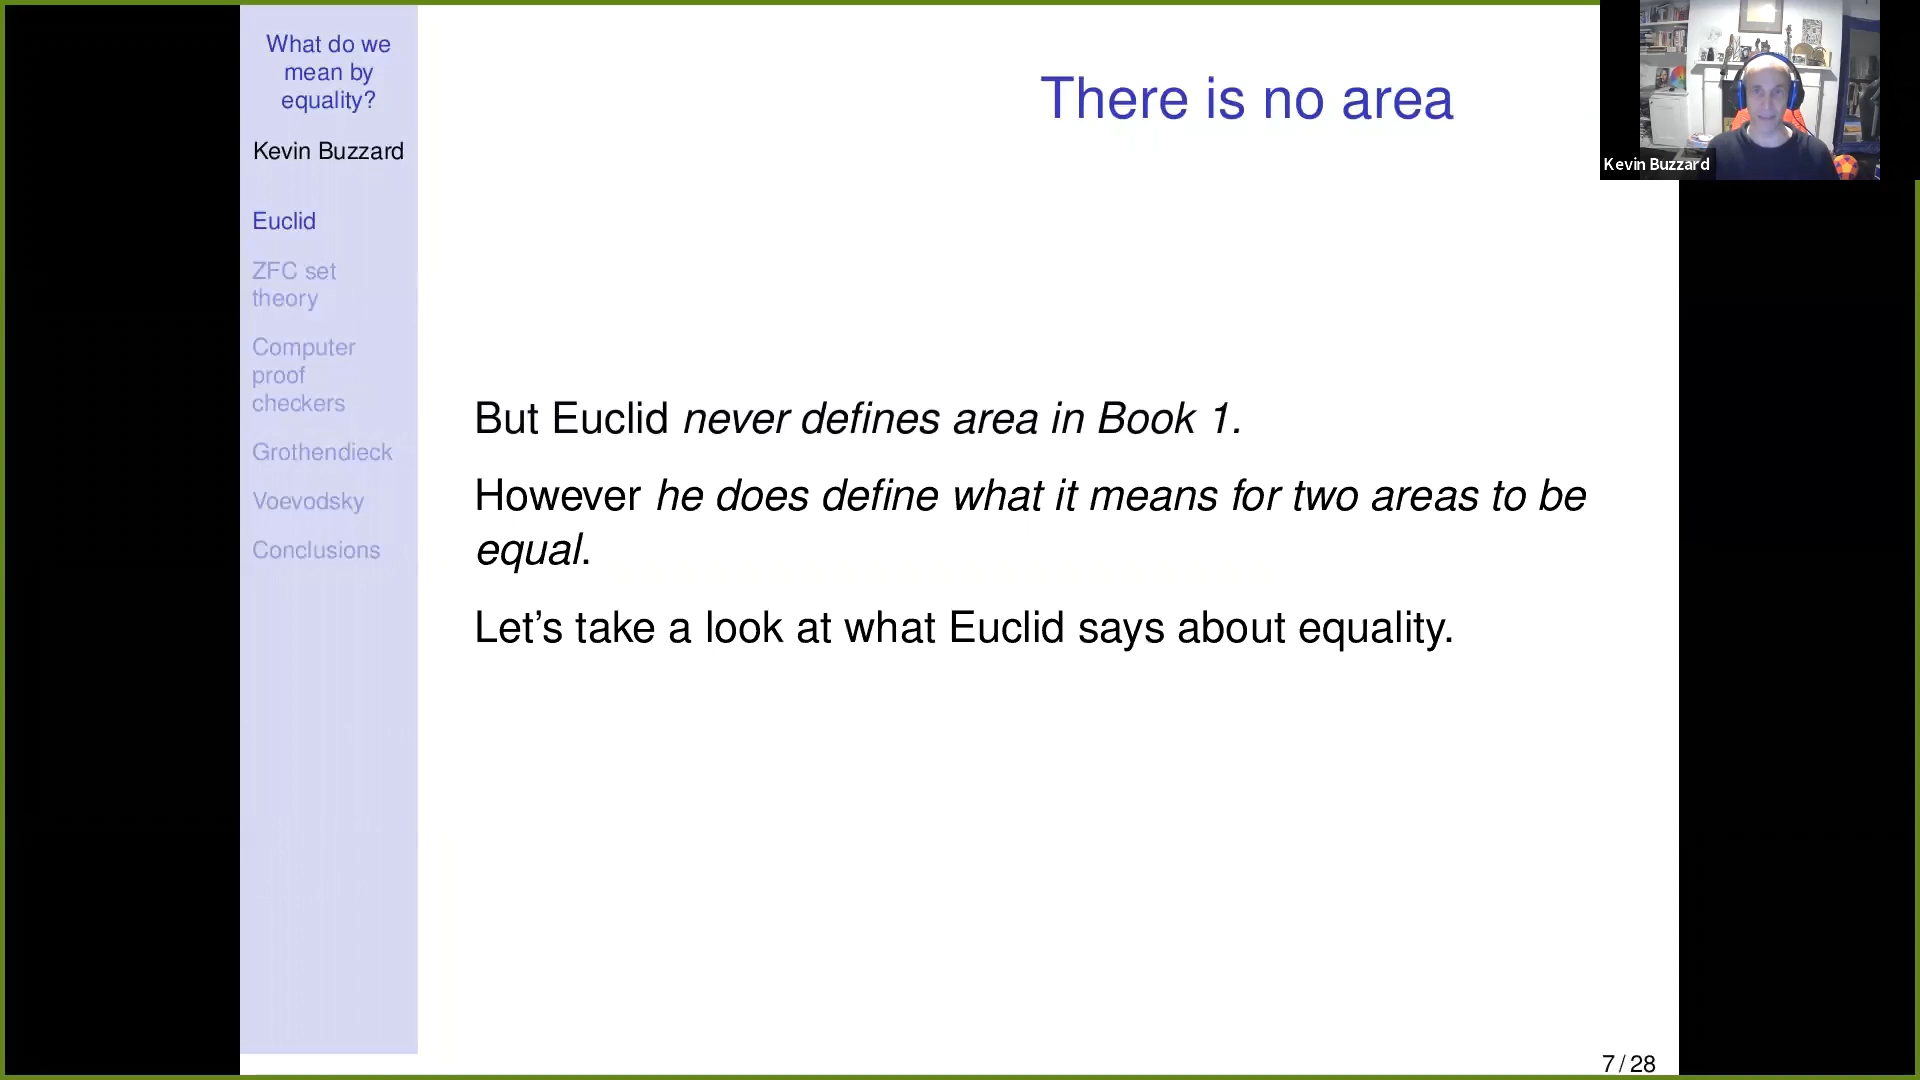 What do we
mean by
equality?
Kevin Buzzard
Euclid
ZFC set
theory
Computer
proof
checkers
Grothendieck
Voevodsky
Conclusions
There is no area
But Euclid never defines area in Book 1.
However he does define what it means for two areas to be
equal.
Let's take a look at what Euclid says about equality.
7 / 28
Kevin Buzzard